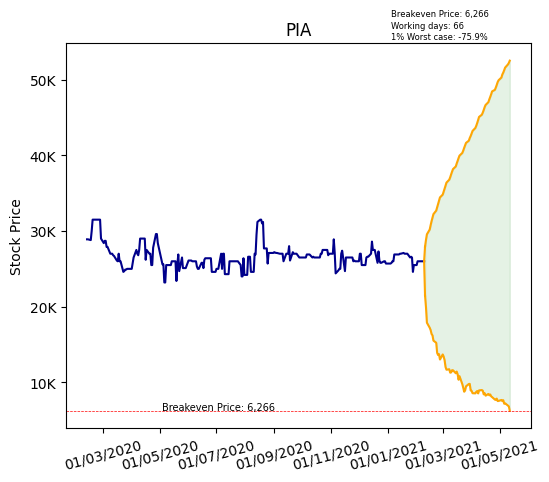 Breakeven Price: 6,266
Working days: 66
1% Worst case: -75.9%
PIA
50K
40K
30K
20K
10K
Stock Price
Breakeven Price: 6,266
01/03/2020
01/05/2020
01/07/2020
01/09/2020
01/11/2020
01/01/2021
01/03/2021
01/05/2021